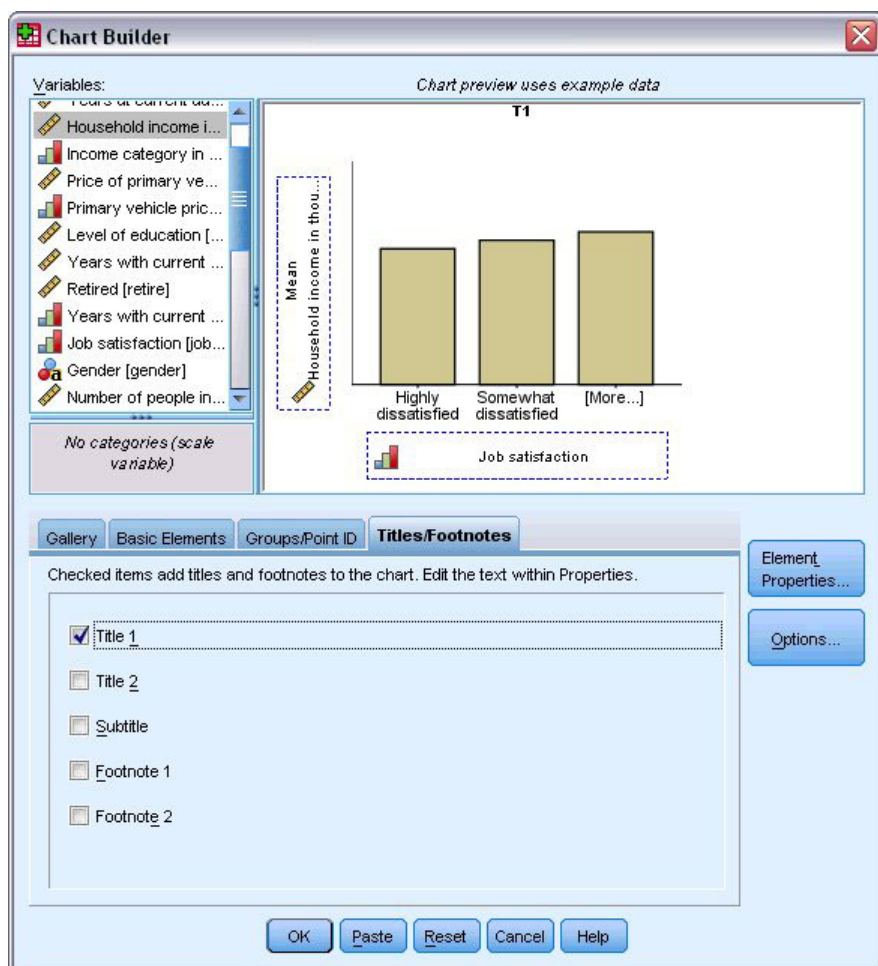 Chart Builder
Variables:
Chart preview uses example data
Household income i...
Income category in ...
Price of primary ve...
Primary vehicle pric...
Level of education [...
Years with current ...
Retired [retire]
Years with current ...
Job satisfaction [job...
Gender [gender]
Number of people in...
No categories (scale
variable)
T1
Mean
Household income in thou...
Highly
dissatisfied
Somewhat
dissatisfied
[More...]
Job satisfaction
Gallery
Basic Elements
Groups/Point ID
Titles/Footnotes
Checked items add titles and footnotes to the chart. Edit the text within Properties.
Title 1
Title 2
Subtitle
Footnote 1
Footnote 2
Element
Properties...
Options...
OK
Paste
Reset
Cancel
Help